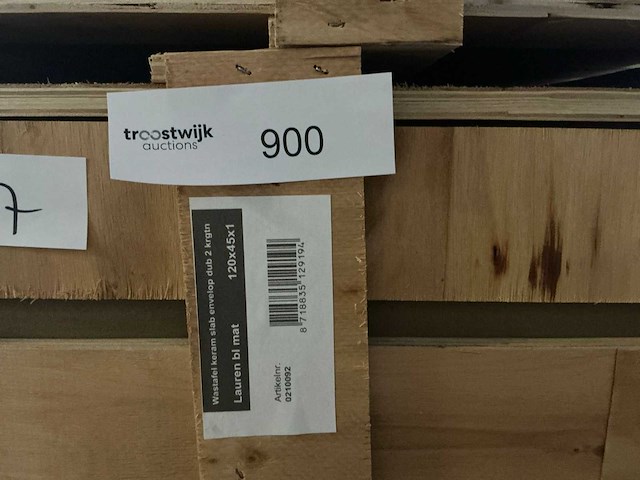 troostwijk
auctions
900
7
Wastafel keram slab envelop dub 2 krgtn
Lauren bl mat 120x45x1
8 718835 129194
Artikelnr.
0210092